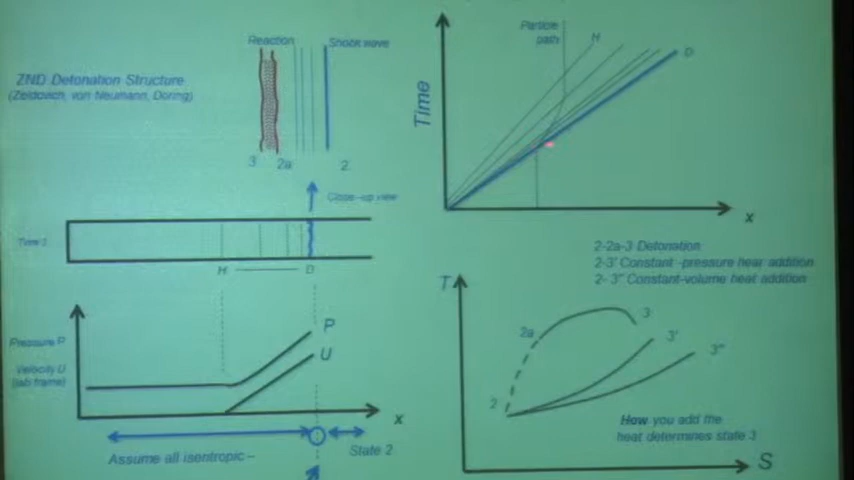 ZND Detonation Structure
(Zeldovich, von Neumann, Doring)
Reaction
Shock wave
3
2a
2
Close-up view
Time 1
H
D
Pressure P
Velocity U
(lab frame)
P
U
x
Assume all isentropic –
State 2
Time
Particle
path
H
D
x
2-2a-3 Detonation
2-3' Constant-pressure heat addition
2-3" Constant-volume heat addition
T
2a
3
3'
3"
2
How you add the
heat determines state 3
S